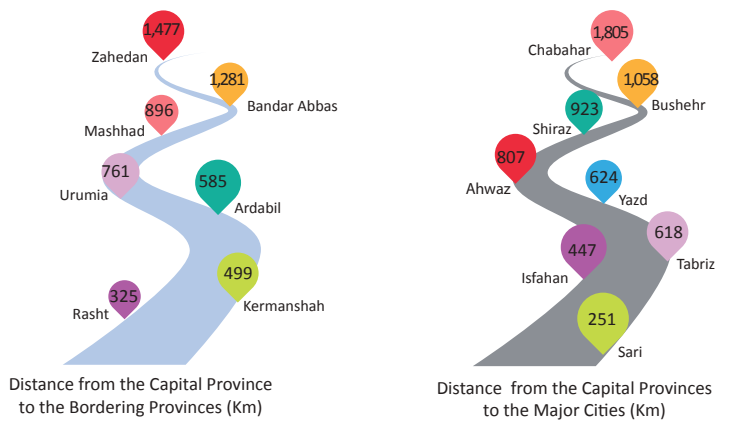 1,477
Zahedan
1,281
Bandar Abbas
896
Mashhad
761
Urumia
585
Ardabil
499
Kermanshah
325
Rasht
Distance from the Capital Province
to the Bordering Provinces (Km)
1,805
Chabahar
1,058
Bushehr
923
Shiraz
807
Ahwaz
624
Yazd
618
Tabriz
447
Isfahan
251
Sari
Distance from the Capital Provinces
to the Major Cities (Km)